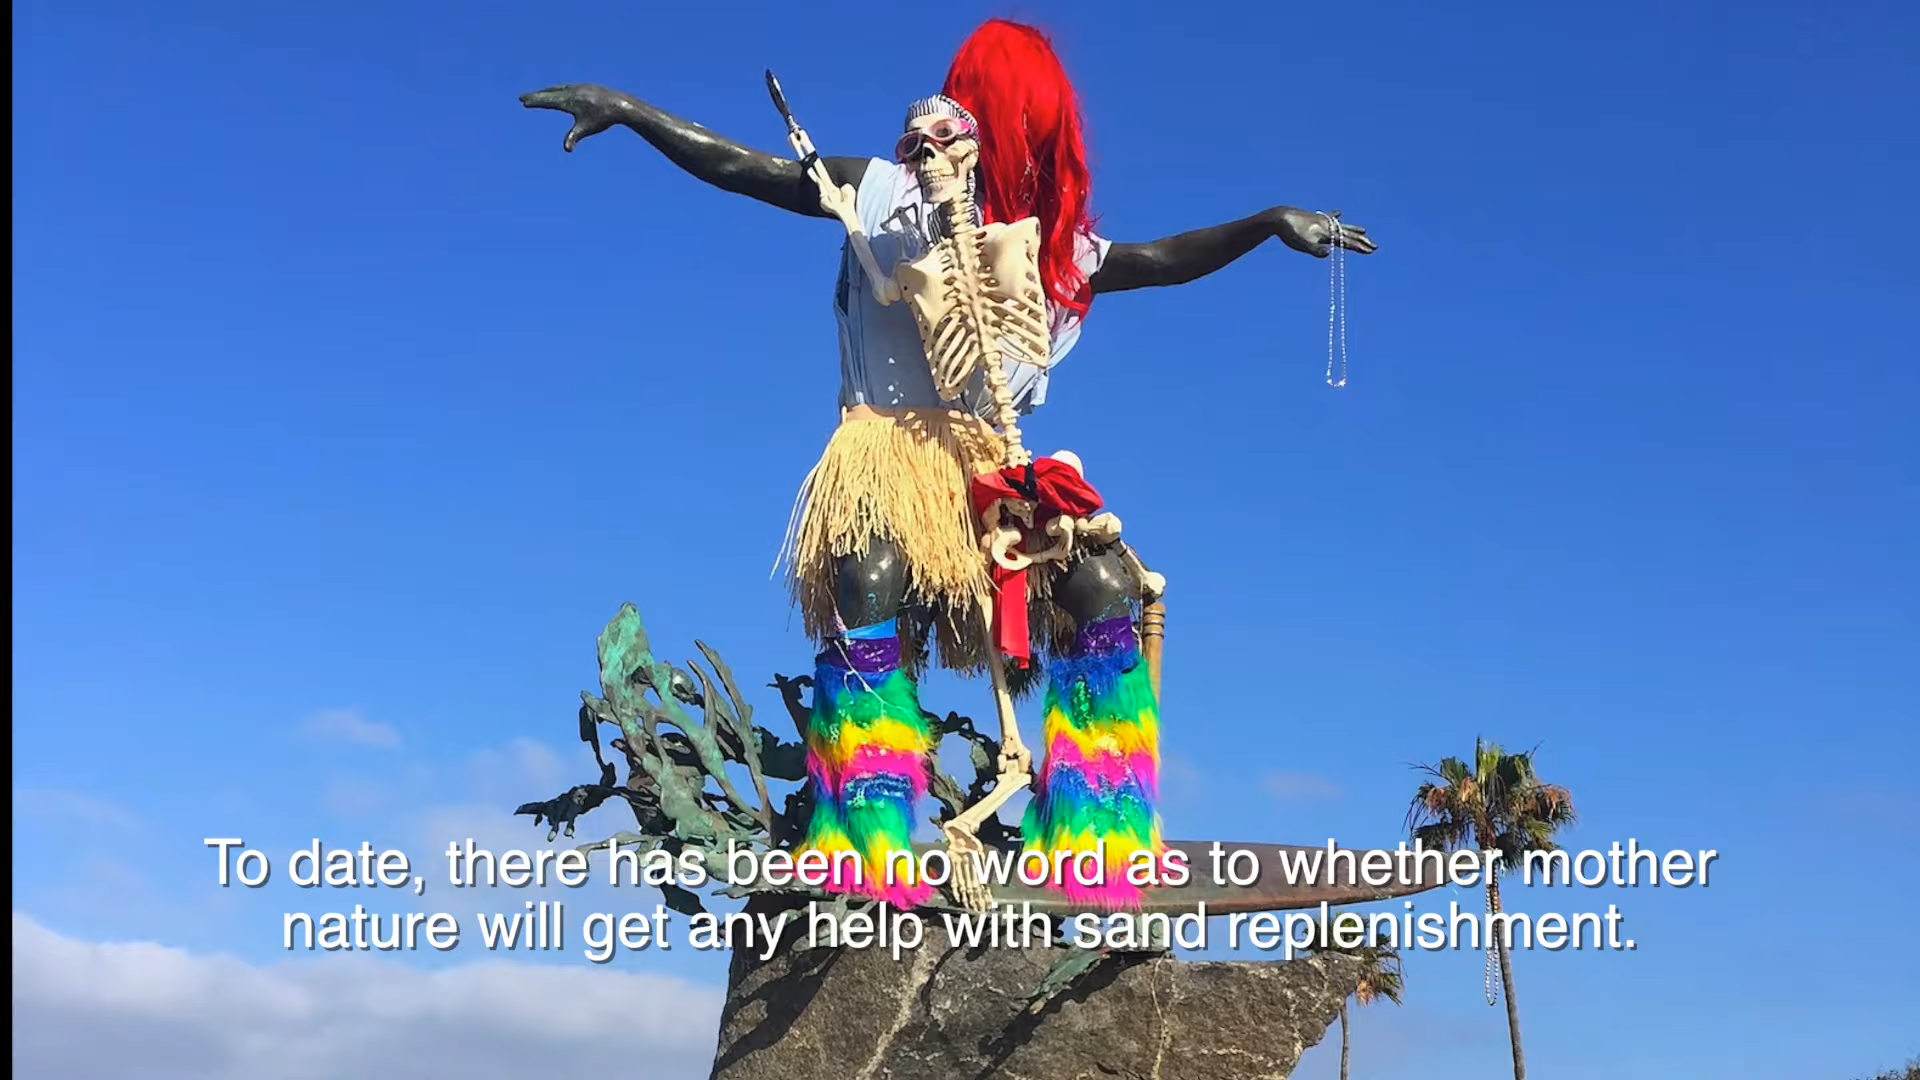 To date, there has been no word as to whether mother
nature will get any help with sand replenishment.